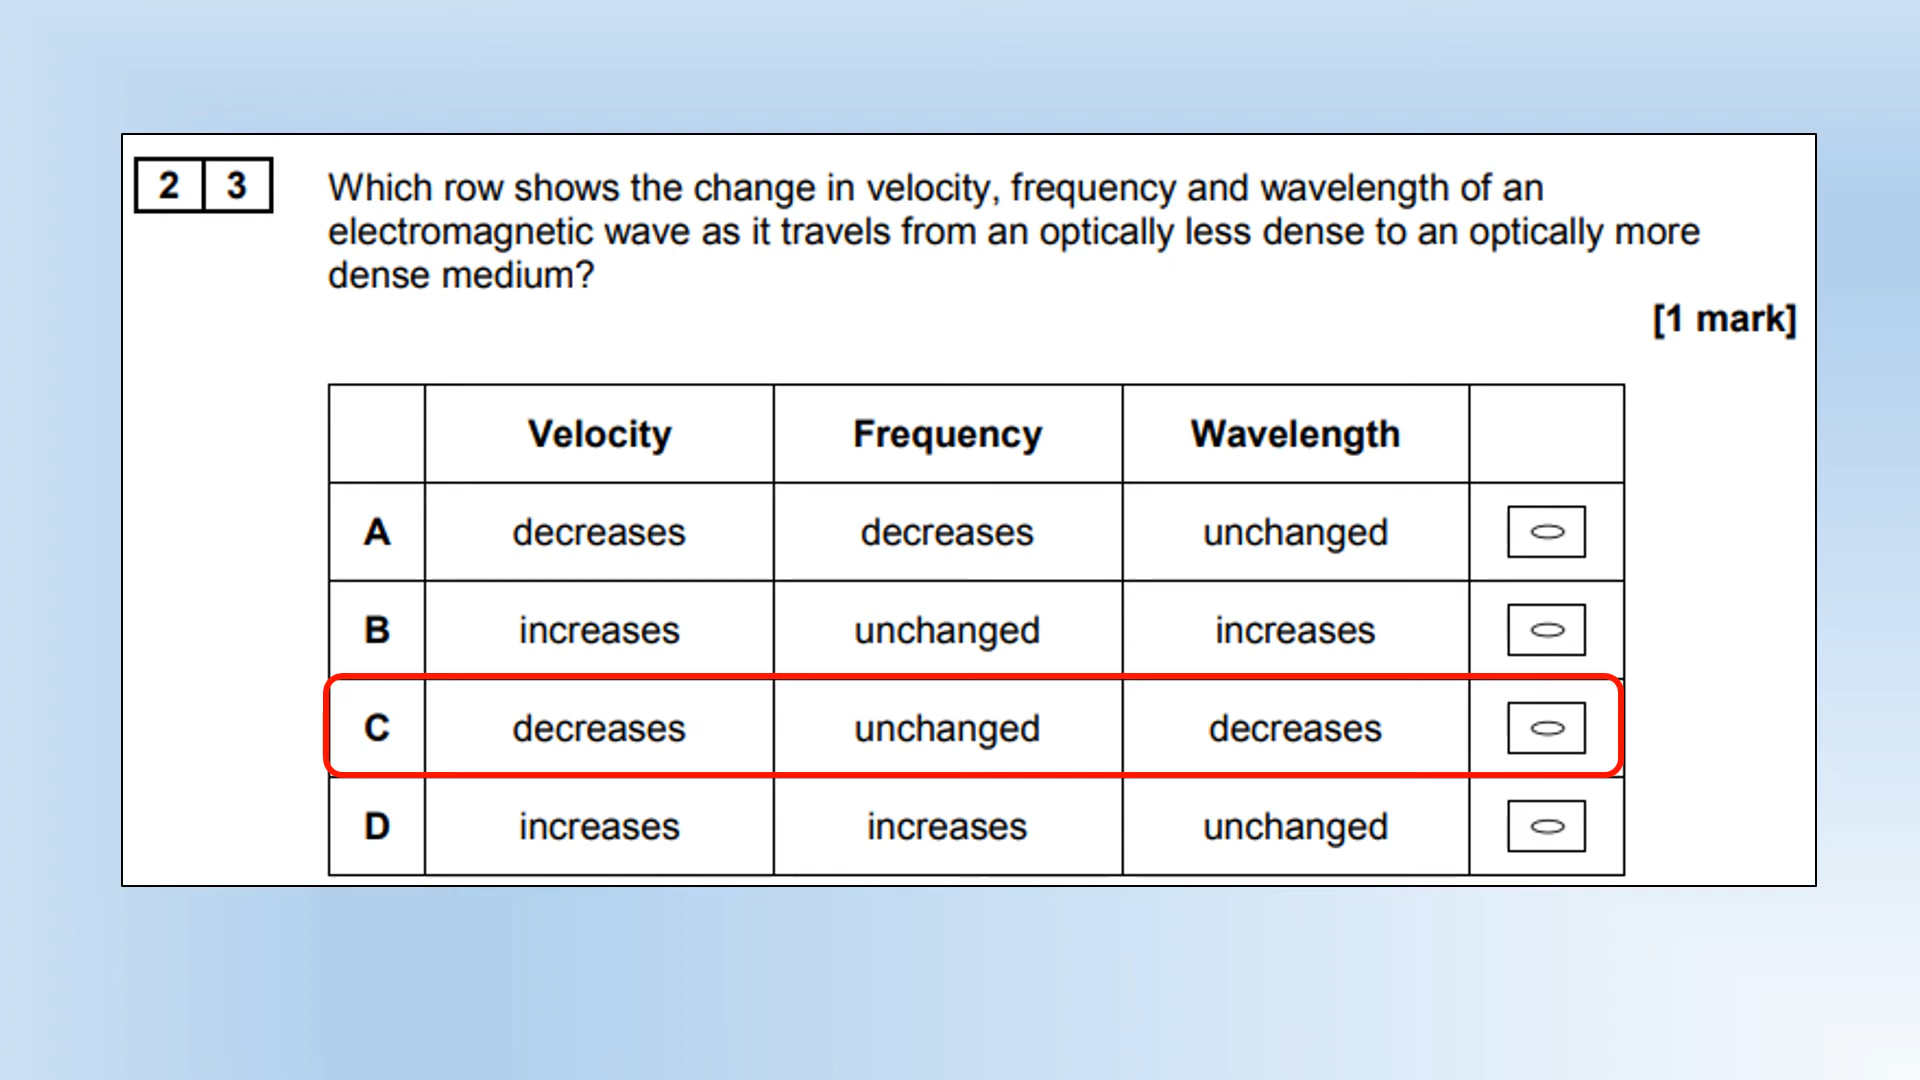 2 3
Which row shows the change in velocity, frequency and wavelength of an
electromagnetic wave as it travels from an optically less dense to an optically more
dense medium?
[1 mark]
Velocity Frequency Wavelength
A decreases decreases unchanged
B increases unchanged increases
C decreases unchanged decreases
D increases increases unchanged